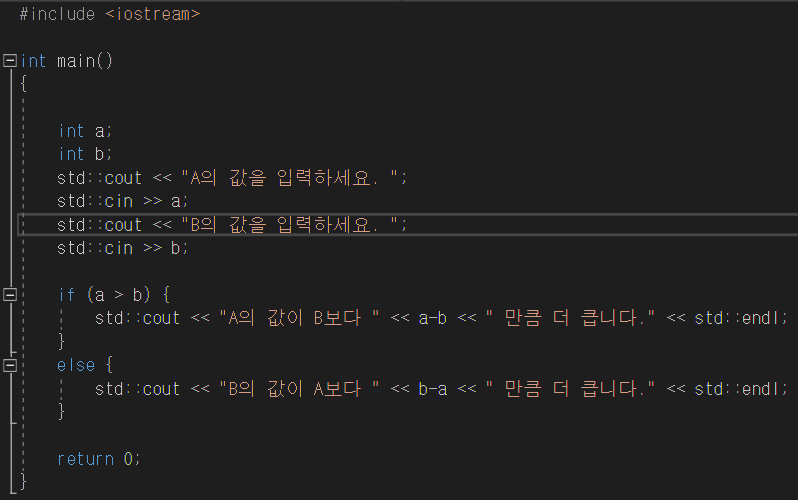 #include <iostream>
int main()
{
int a;
int b;
std::cout << "A의 값을 입력하세요. ";
std::cin >> a;
std::cout << "B의 값을 입력하세요. ";
std::cin >> b;
if (a > b) {
std::cout << "A의 값이 B보다 " << a-b << " 만큼 더 큽니다." << std::endl;
}
else {
std::cout << "B의 값이 A보다 " << b-a << " 만큼 더 큽니다." << std::endl;
}
return 0;
}